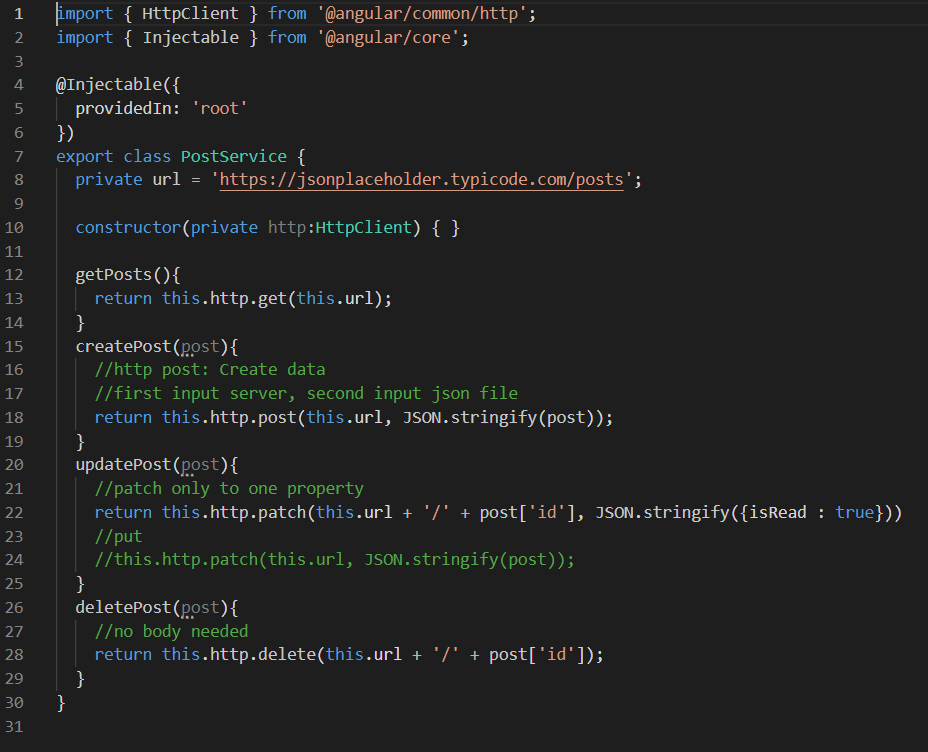 1 import { HttpClient } from '@angular/common/http';
2 import { Injectable } from '@angular/core';
3
4 @Injectable({
5   providedIn: 'root'
6 })
7 export class PostService {
8   private url = 'https://jsonplaceholder.typicode.com/posts';
9
10   constructor(private http:HttpClient) { }
11
12   getPosts(){
13     return this.http.get(this.url);
14   }
15   createPost(post){
16     //http post: Create data
17     //first input server, second input json file
18     return this.http.post(this.url, JSON.stringify(post));
19   }
20   updatePost(post){
21     //patch only to one property
22     return this.http.patch(this.url + '/' + post['id'], JSON.stringify({isRead : true}))
23     //put
24     //this.http.patch(this.url, JSON.stringify(post));
25   }
26   deletePost(post){
27     //no body needed
28     return this.http.delete(this.url + '/' + post['id']);
29   }
30 }
31